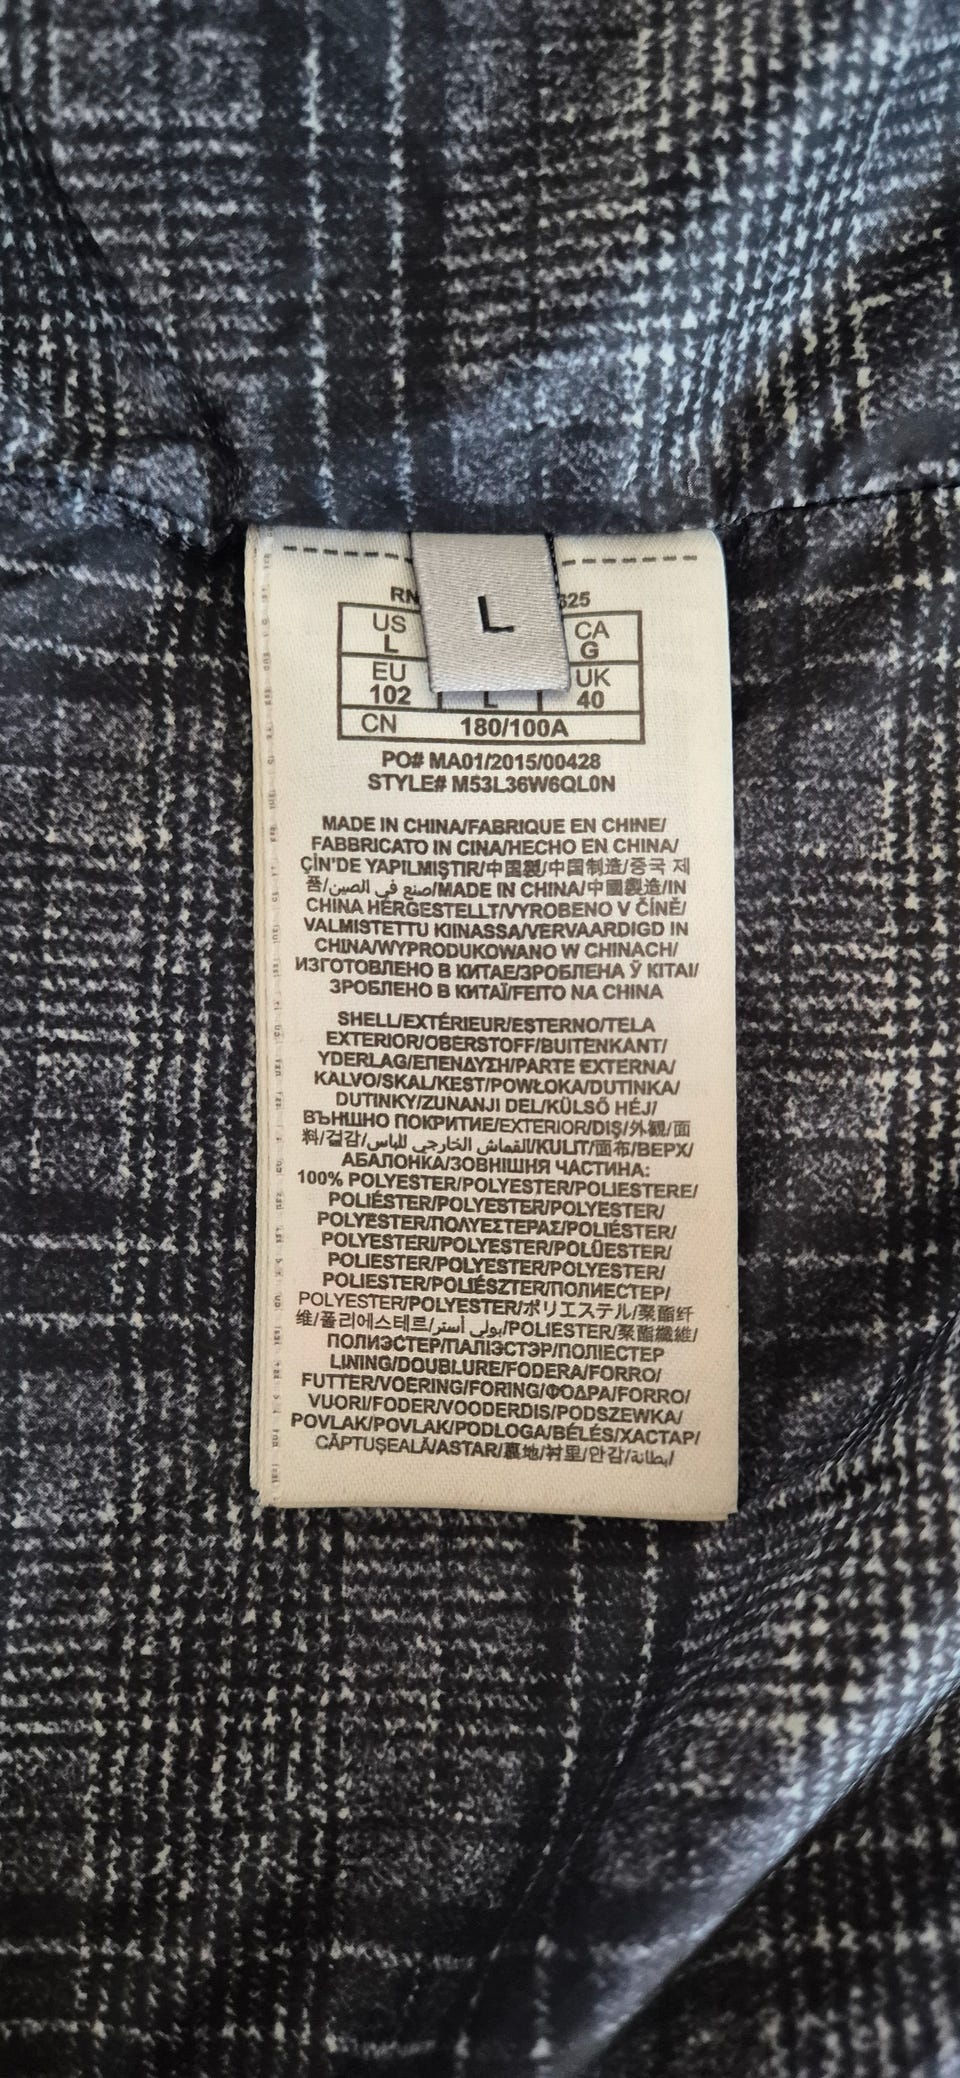 L
RN 625
US
L
CA
G
EU
102
L
UK
40
CN 180/100A
PO# MA01/2015/00428
STYLE# M53L36W6QL0N
MADE IN CHINA/FABRIQUE EN CHINE/
FABBRICATO IN CINA/HECHO EN CHINA/
ÇİN'DE YAPILMIŞTIR/中国製/中国制造/중국 제
품/صنع في الصين/MADE IN CHINA/中國製造/IN
CHINA HERGESTELLT/VYROBENO V ČÍNĚ/
VALMISTETTU KIINASSA/VERVAARDIGD IN
CHINA/WYPRODUKOWANO W CHINACH/
ИЗГОТОВЛЕНО В КИТАЕ/ЗРОБЛЕНА Ў КІТАІ/
ЗРОБЛЕНО В КИТАЇ/FEITO NA CHINA
SHELL/EXTÉRIEUR/ESTERNO/TELA
EXTERIOR/OBERSTOFF/BUITENKANT/
YDERLAG/ΕΠΕΝΔΥΣΗ/PARTE EXTERNA/
KALVO/SKAL/KEST/POWŁOKA/DUTINKA/
DUTINKY/ZUNANJI DEL/KÜLSŐ HÉJ/
ВЪНШНО ПОКРИТИЕ/EXTERIOR/DIŞ/外観/面
料/겉감/القماش الخارجي للباس/KULIT/面布/ВЕРХ/
АБАЛОНКА/ЗОВНІШНЯ ЧАСТИНА:
100% POLYESTER/POLYESTER/POLIESTERE/
POLIÉSTER/POLYESTER/POLYESTER/
POLYESTER/ΠΟΛΥΕΣΤΕΡΑΣ/POLIÉSTER/
POLYESTERI/POLYESTER/POLÜESTER/
POLIESTER/POLYESTER/POLYESTER/
POLIESTER/POLIÉSZTER/ПОЛИЕСТЕР/
POLYESTER/POLYESTER/ポリエステル/聚酯纤
维/폴리에스테르/بولي أستر/POLIESTER/聚酯纖維/
ПОЛИЭСТЕР/ПАЛІЭСТЭР/ПОЛІЕСТЕР
LINING/DOUBLURE/FODERA/FORRO/
FUTTER/VOERING/FORING/ΦΟΔΡΑ/FORRO/
VUORI/FODER/VOODERDIS/PODSZEWKA/
POVLAK/POVLAK/PODLOGA/BÉLÉS/ХАСТАР/
CĂPTUȘEALĂ/ASTAR/裏地/衬里/안감/بطانة/